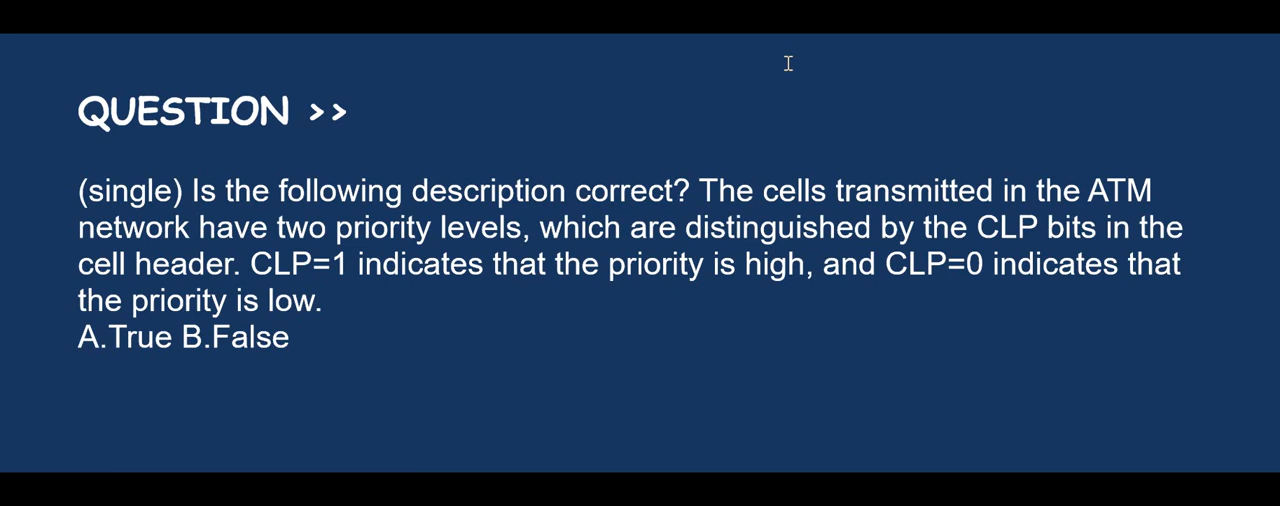 QUESTION >>
(single) Is the following description correct? The cells transmitted in the ATM
network have two priority levels, which are distinguished by the CLP bits in the
cell header. CLP=1 indicates that the priority is high, and CLP=0 indicates that
the priority is low.
A.True B.False